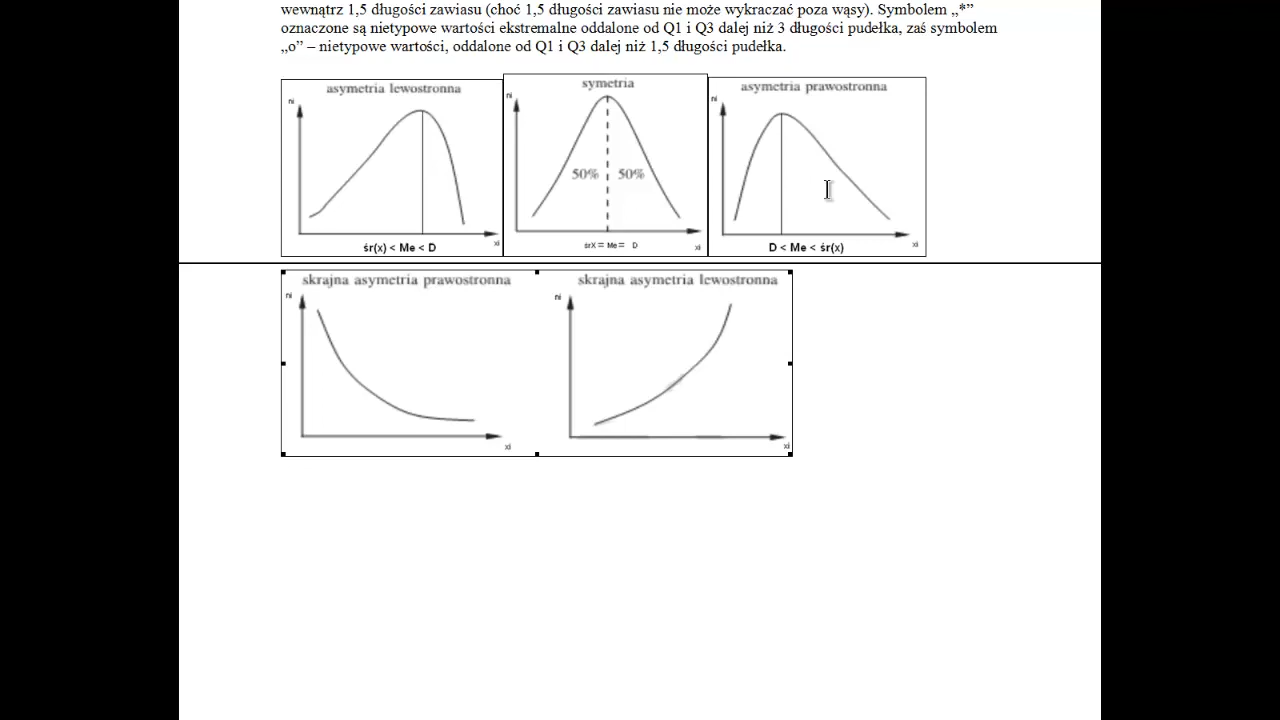 wewnątrz 1,5 długości zawiasu (choć 1,5 długości zawiasu nie może wykraczać poza wąsy). Symbolem „*”
oznaczone są nietypowe wartości ekstremalne oddalone od Q1 i Q3 dalej niż 3 długości pudełka, zaś symbolem
„o” – nietypowe wartości, oddalone od Q1 i Q3 dalej niż 1,5 długości pudełka.
asymetria lewostronna
ni
śr(x) < Me < D
xi
symetria
ni
50% 50%
śrX = Me = D
xi
asymetria prawostronna
ni
D < Me < śr(x)
xi
skrajna asymetria prawostronna
ni
xi
skrajna asymetria lewostronna
ni
xi